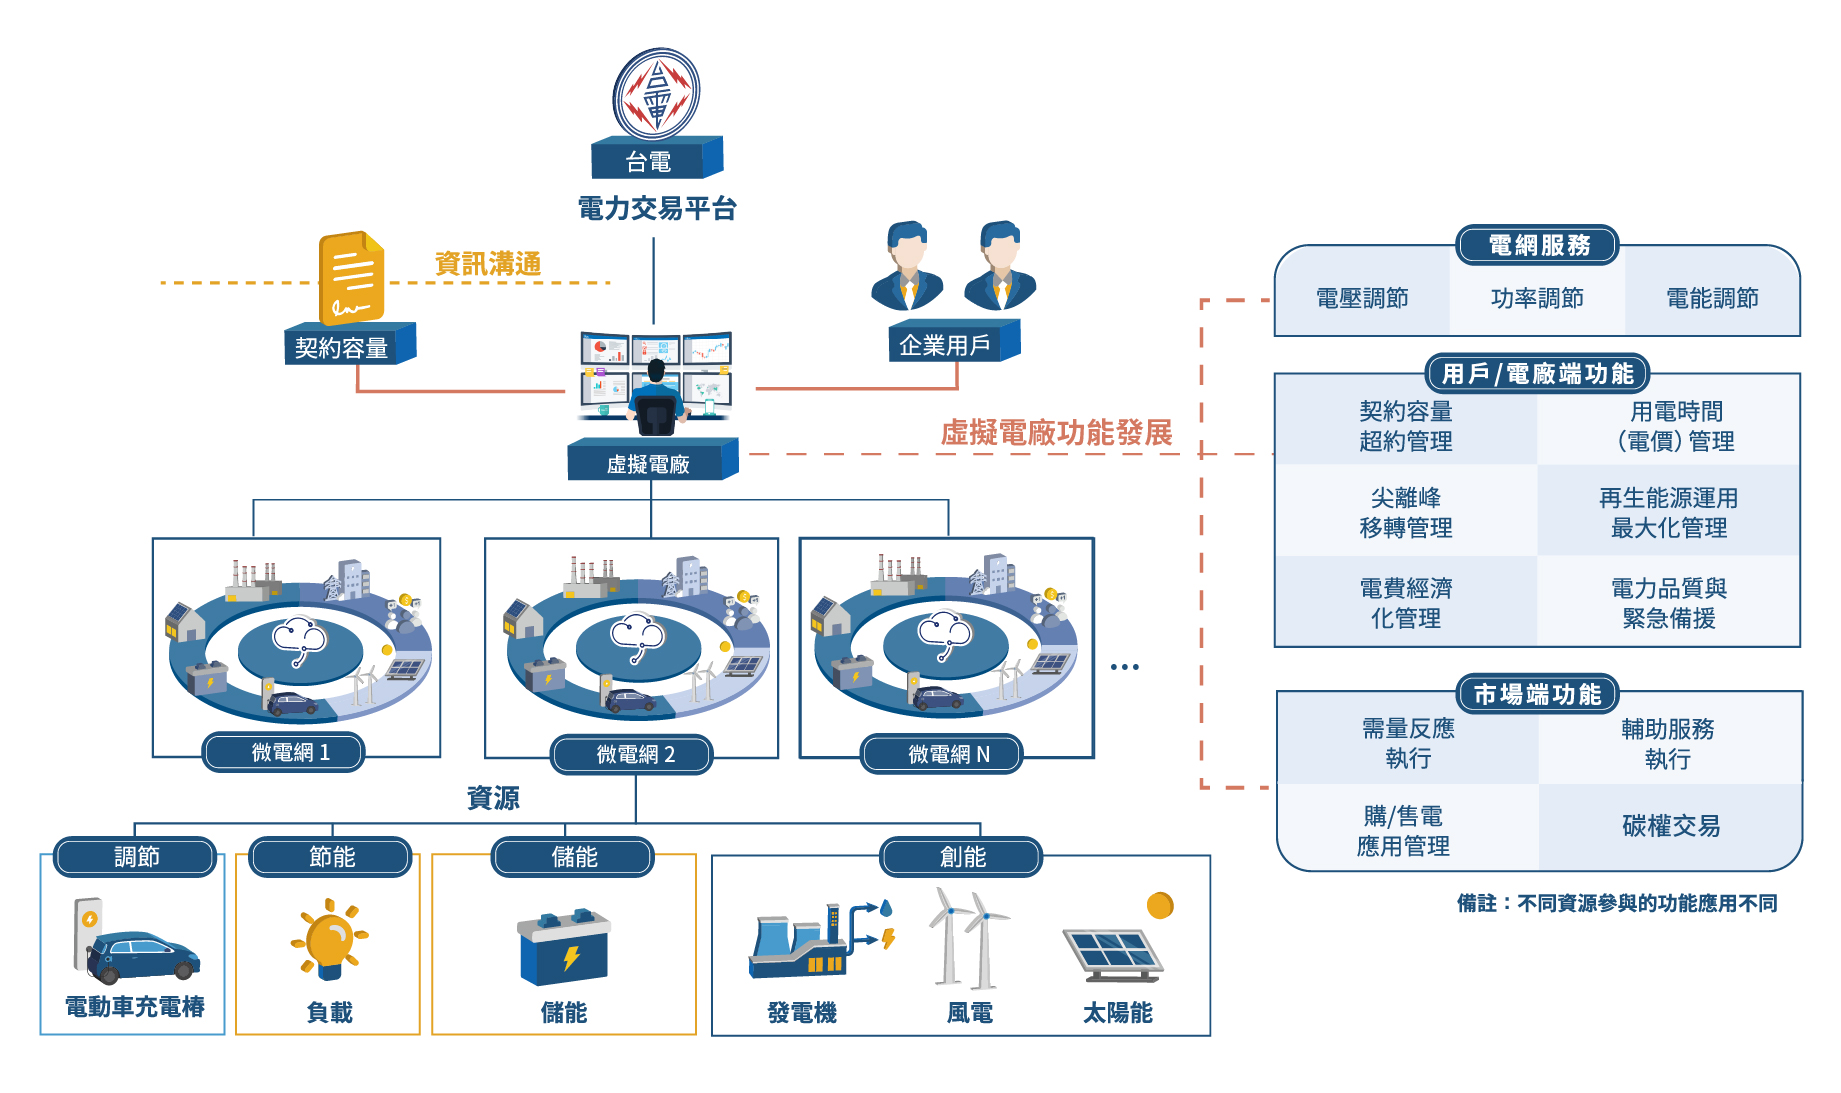 台電
台電
電力交易平台
資訊溝通
契約容量
企業用戶
虛擬電廠功能發展
虛擬電廠
微電網 1
微電網 2
微電網 N
...
資源
調節
節能
儲能
創能
電動車充電樁
負載
儲能
發電機
風電
太陽能
電網服務
電壓調節
功率調節
電能調節
用戶/電廠端功能
契約容量
超約管理
用電時間
（電價）管理
尖離峰
移轉管理
再生能源運用
最大化管理
電費經濟
化管理
電力品質與
緊急備援
市場端功能
需量反應
執行
輔助服務
執行
購/售電
應用管理
碳權交易
備註：不同資源參與的功能應用不同